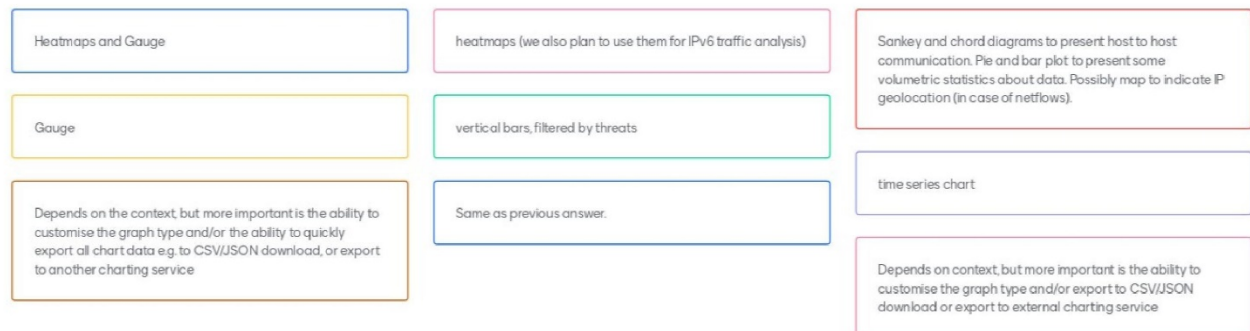 Heatmaps and Gauge
Gauge
Depends on the context, but more important is the ability to
customise the graph type and/or the ability to quickly
export all chart data e.g. to CSV/JSON download, or export
to another charting service
heatmaps (we also plan to use them for IPv6 traffic analysis)
vertical bars, filtered by threats
Same as previous answer.
Sankey and chord diagrams to present host to host
communication. Pie and bar plot to present some
volumetric statistics about data. Possibly map to indicate IP
geolocation (in case of netflows).
time series chart
Depends on context, but more important is the ability to
customise the graph type and/or export to CSV/JSON
download or export to external charting service